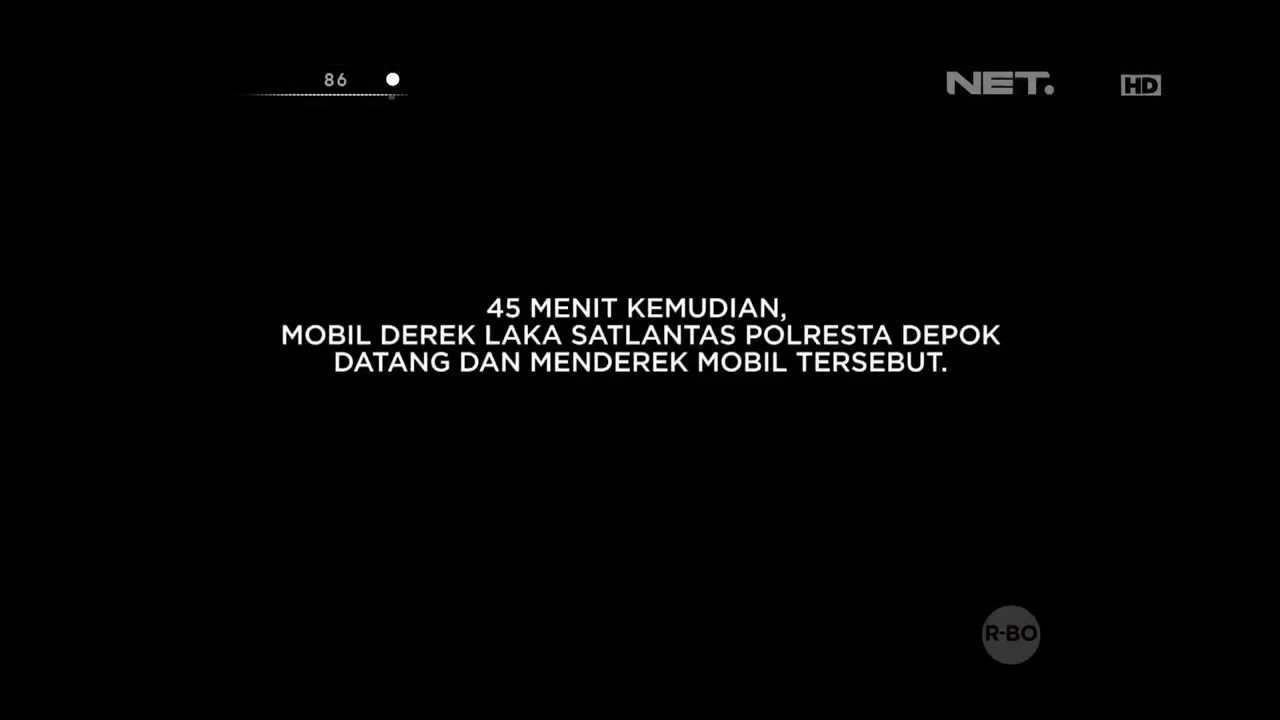 86
NET.
HD
45 MENIT KEMUDIAN,
MOBIL DEREK LAKA SATLANTAS POLRESTA DEPOK
DATANG DAN MENDEREK MOBIL TERSEBUT.
R-BO